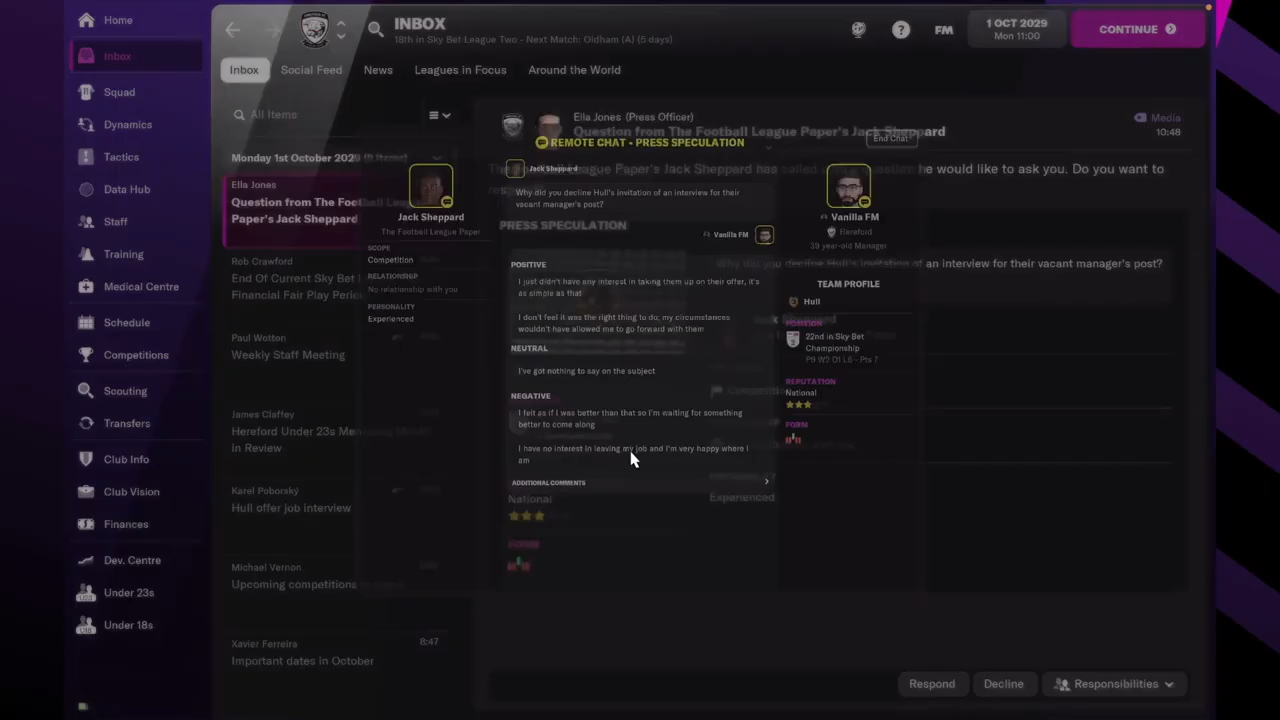 Home
Inbox
Squad
Dynamics
Tactics
Data Hub
Staff
Training
Medical Centre
Schedule
Competitions
Scouting
Transfers
Club Info
Club Vision
Finances
Dev. Centre
Under 23s
Under 18s
INBOX
18th in Sky Bet League Two - Next Match: Oldham (A) (5 days)
FM
1 OCT 2029
Mon 11:00
CONTINUE
Inbox
Social Feed
News
Leagues in Focus
Around the World
All Items
Monday 1st October 2029
Ella Jones
Question from The Football League
Paper's Jack Sheppard
Rob Crawford
End Of Current Sky Bet
Financial Fair Play
Paul Wotton
Weekly Staff Meeting
James Claffey
Hereford Under 23s
in Review
Karel Poborský
Hull offer job interview
Michael Vernon
Upcoming competitions
Xavier Ferreira
8:47
Important dates in October
Ella Jones (Press Officer)
Question from The Football League Paper's Jack Sheppard
Media
10:48
REMOTE CHAT - PRESS SPECULATION
End Chat
Jack Sheppard
The Football League Paper
SCOPE
Competition
RELATIONSHIP
No relationship with you
PERSONALITY
Experienced
Jack Sheppard
Why did you decline Hull's invitation of an interview for their
vacant manager's post?
PRESS SPECULATION
Vanilla FM
POSITIVE
I just didn't have any interest in taking them up on their offer, it's
as simple as that
I don't feel it was the right thing to do; my circumstances
wouldn't have allowed me to go forward with them
NEUTRAL
I've got nothing to say on the subject
NEGATIVE
I felt as if I was better than that so I'm waiting for something
better to come along
I have no interest in leaving my job and I'm very happy where I
am
ADDITIONAL COMMENTS
National
FORM
Experienced
Vanilla FM
Hereford
39 year-old Manager
Why did you decline Hull's invitation of an interview for their vacant manager's post?
TEAM PROFILE
Hull
POSITION
22nd in Sky Bet
Championship
P9 W2 D1 L6 - Pts 7
REPUTATION
National
FORM
Respond
Decline
Responsibilities